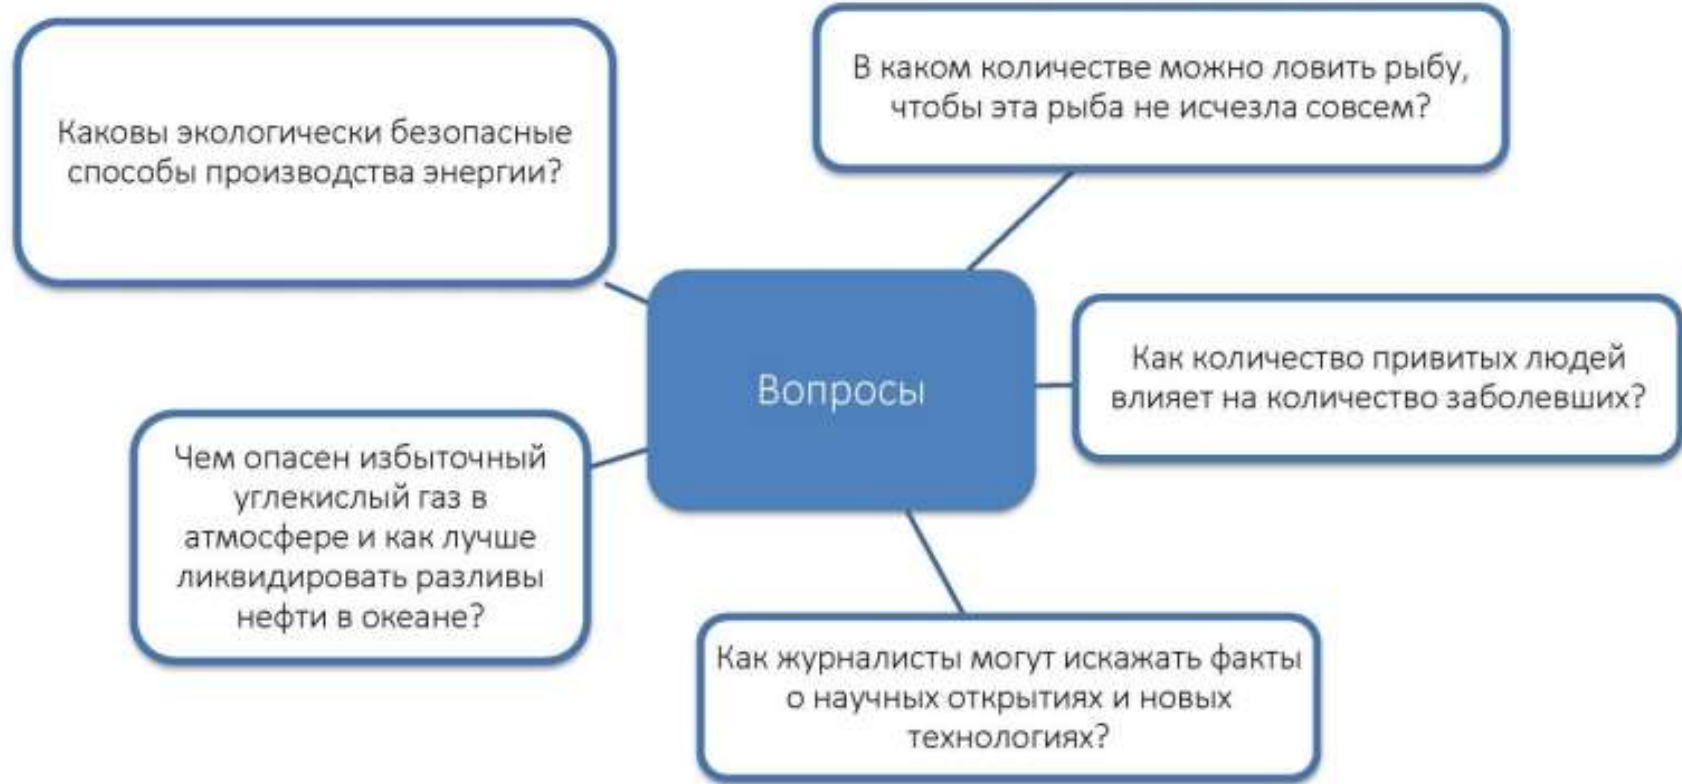 Каковы экологически безопасные
способы производства энергии?
В каком количестве можно ловить рыбу,
чтобы эта рыба не исчезла совсем?
Вопросы
Как количество привитых людей
влияет на количество заболевших?
Чем опасен избыточный
углекислый газ в
атмосфере и как лучше
ликвидировать разливы
нефти в океане?
Как журналисты могут искажать факты
о научных открытиях и новых
технологиях?